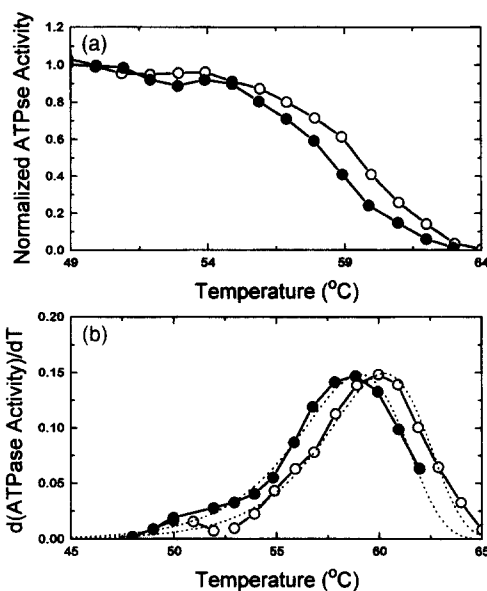 (a)
Normalized ATPse Activity
1.2
1.0
0.8
0.6
0.4
0.2
0.0
49 54 59 64
Temperature (°C)
(b)
d(ATPase Activity)/dT
0.20
0.15
0.10
0.05
0.00
45 50 55 60 65
Temperature (°C)